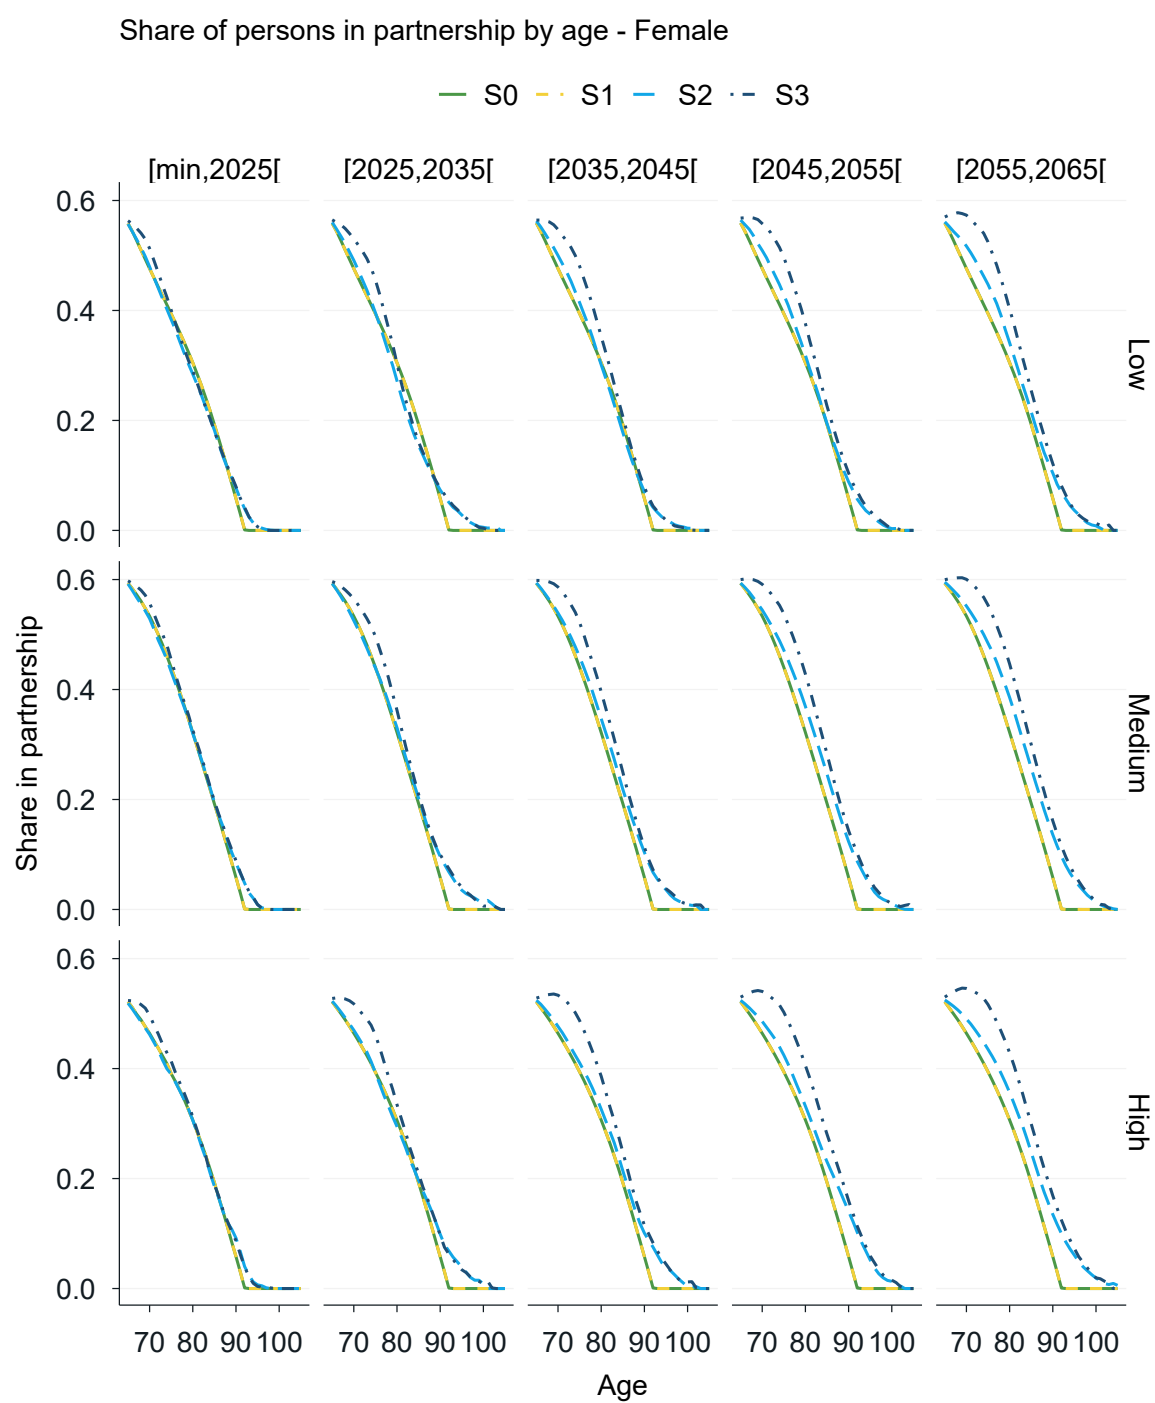 Share of persons in partnership by age - Female
S0 S1 S2 S3
[min,2025[ [2025,2035[ [2035,2045[ [2045,2055[ [2055,2065[
0.6
0.4
0.2
0.0
Low
0.6
0.4
0.2
0.0
Medium
0.6
0.4
0.2
0.0
High
Share in partnership
70 80 90 100 70 80 90 100 70 80 90 100 70 80 90 100 70 80 90 100
Age